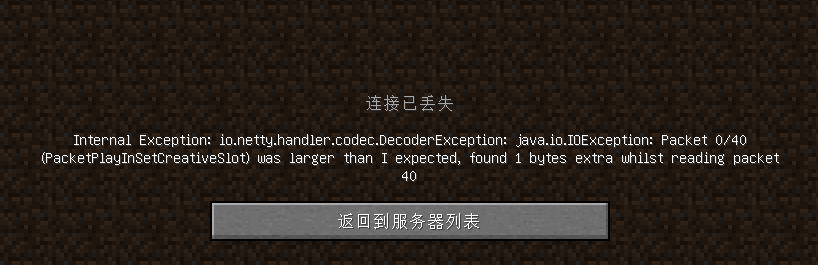 连接已丢失
Internal Exception: io.netty.handler.codec.DecoderException: java.io.IOException: Packet 0/40
(PacketPlayInSetCreativeSlot) was larger than I expected, found 1 bytes extra whilst reading packet
40
返回到服务器列表